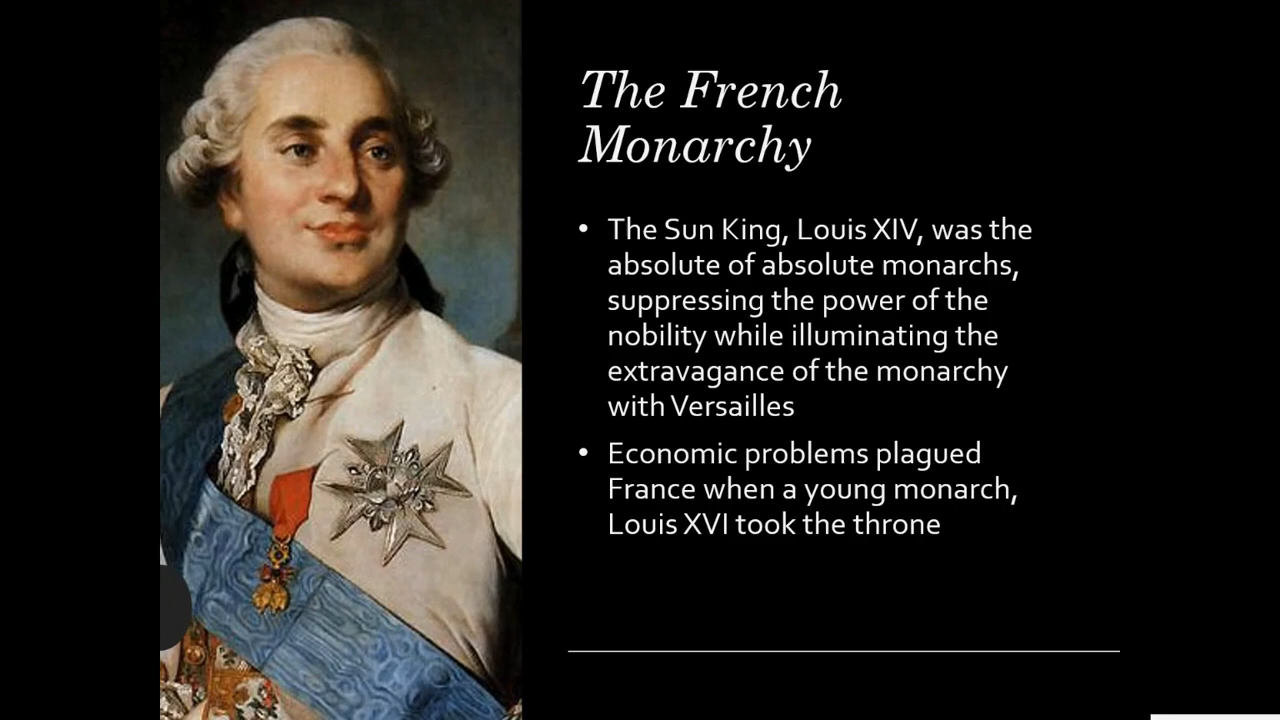 The French
Monarchy
• The Sun King, Louis XIV, was the
absolute of absolute monarchs,
suppressing the power of the
nobility while illuminating the
extravagance of the monarchy
with Versailles
• Economic problems plagued
France when a young monarch,
Louis XVI took the throne